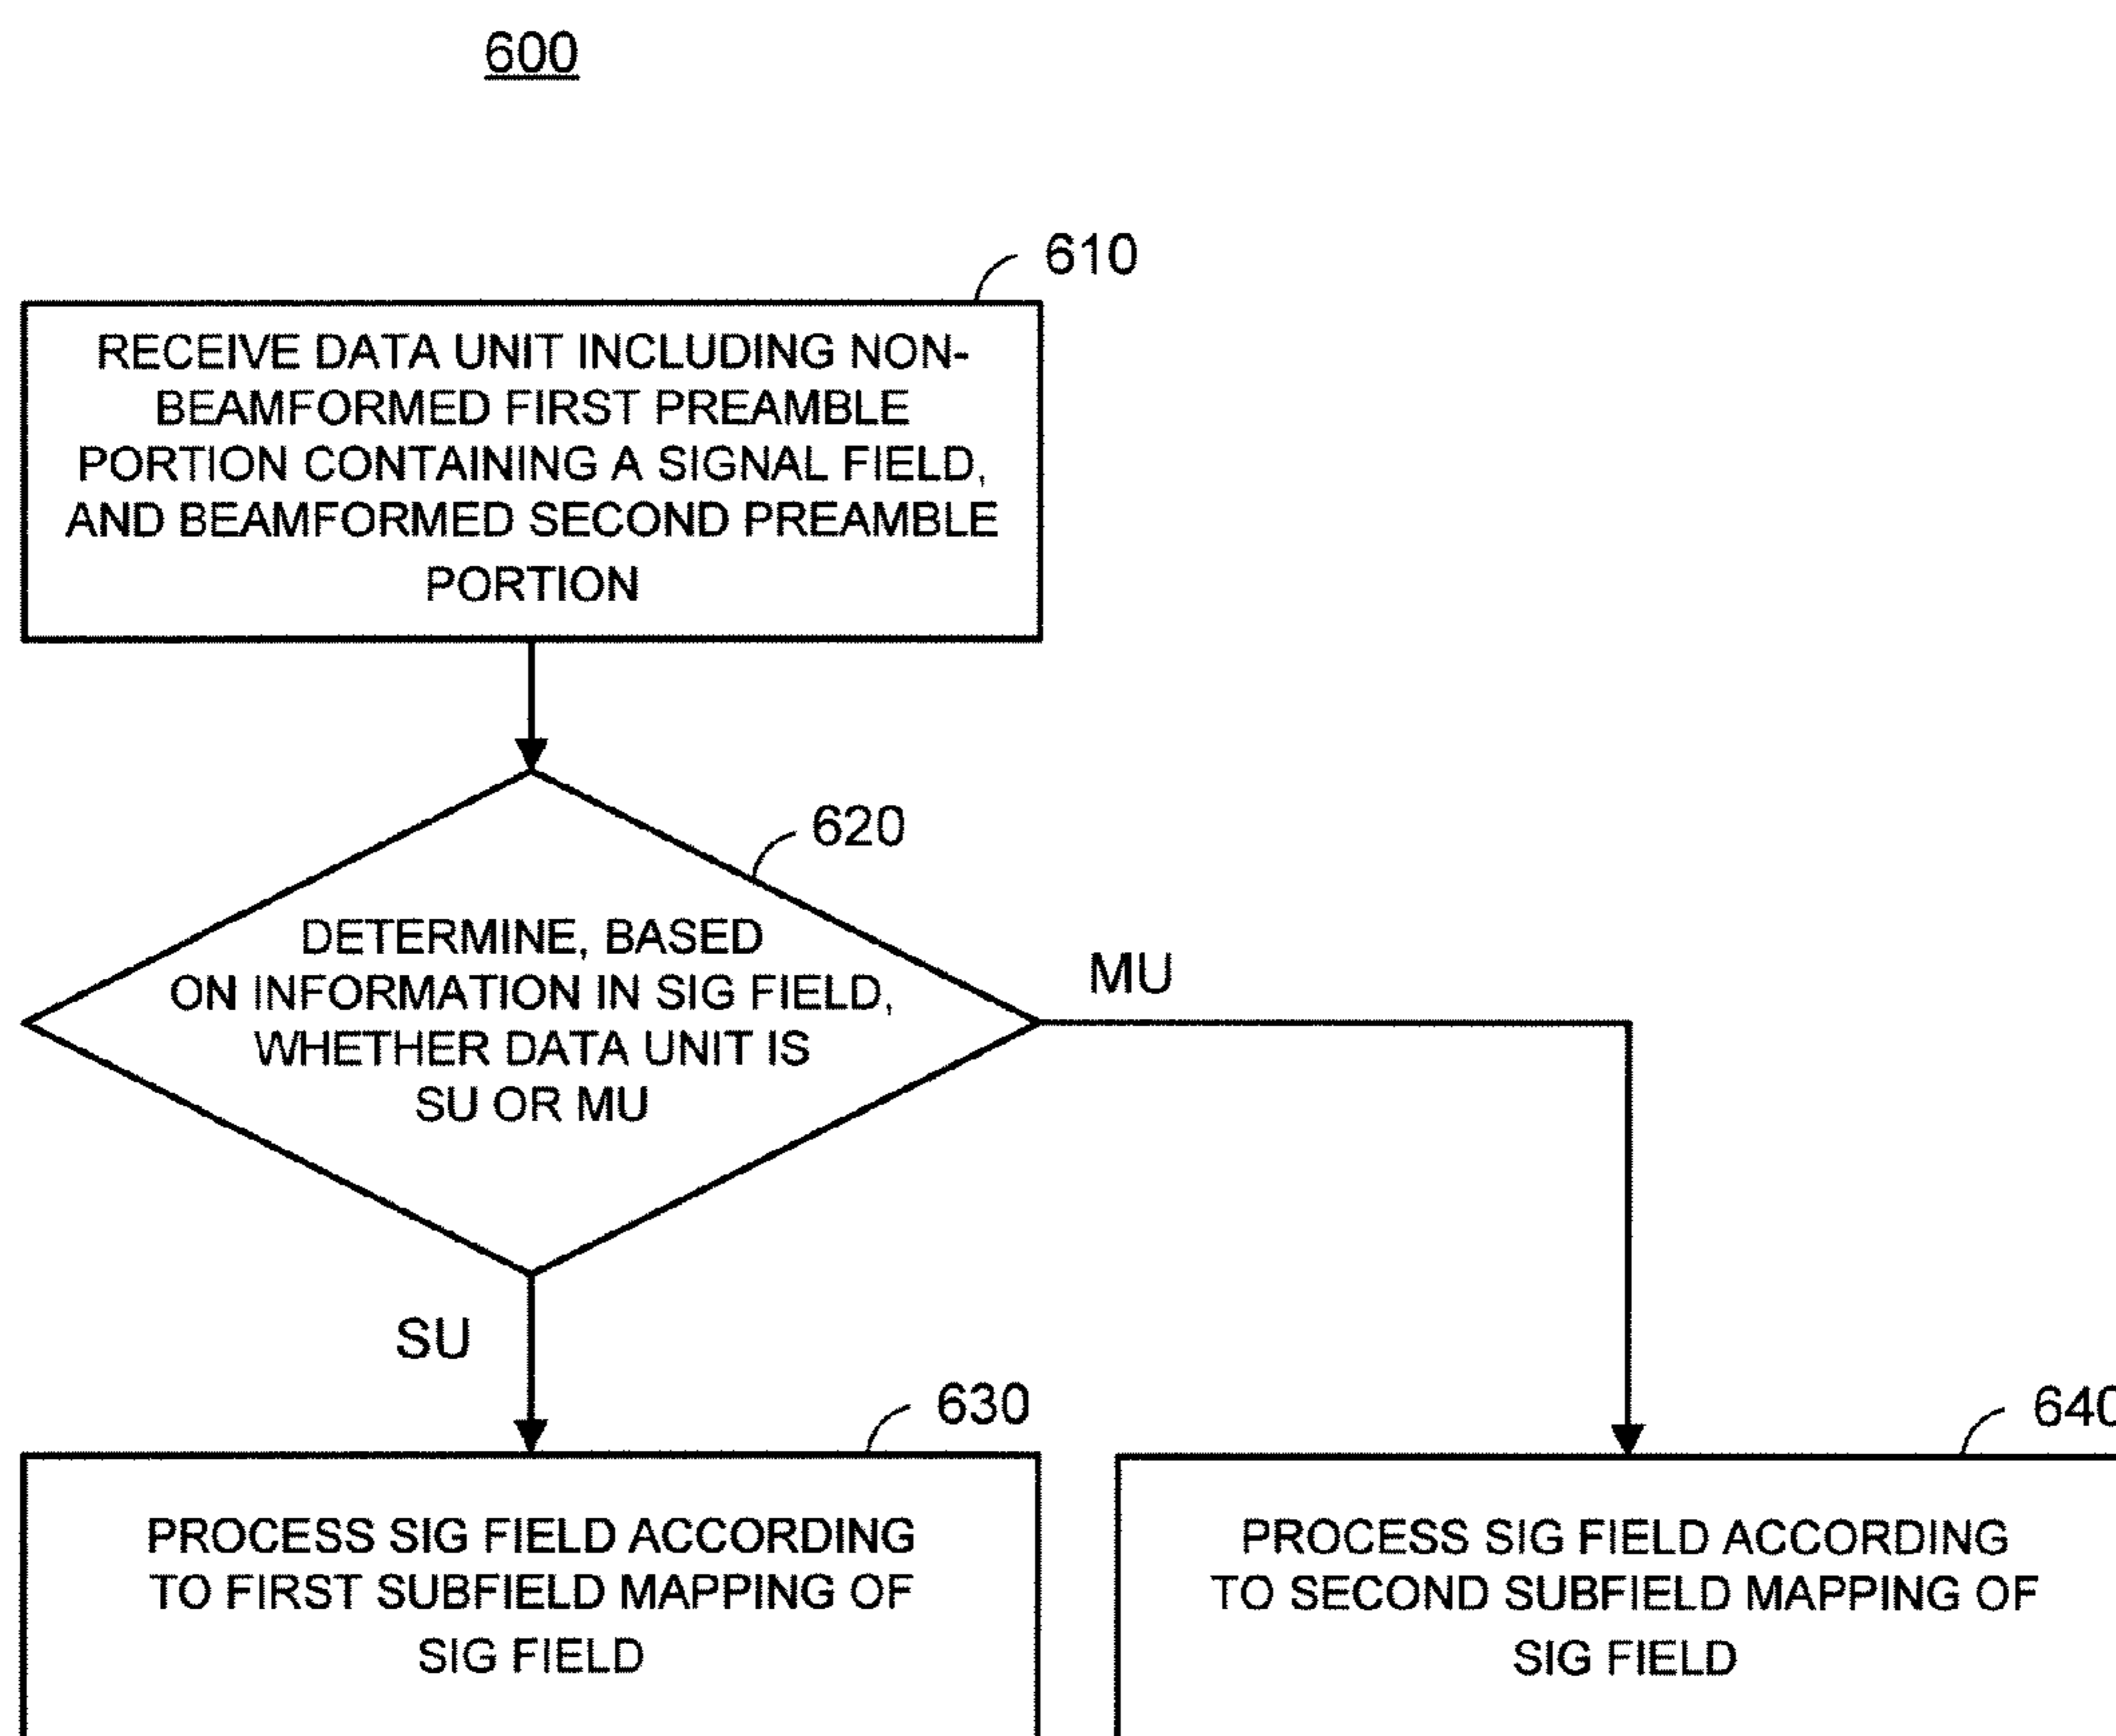 600
610
RECEIVE DATA UNIT INCLUDING NON-
BEAMFORMED FIRST PREAMBLE
PORTION CONTAINING A SIGNAL FIELD,
AND BEAMFORMED SECOND PREAMBLE
PORTION
620
DETERMINE, BASED
ON INFORMATION IN SIG FIELD,
WHETHER DATA UNIT IS
SU OR MU
MU
SU
630
PROCESS SIG FIELD ACCORDING
TO FIRST SUBFIELD MAPPING OF
SIG FIELD
640
PROCESS SIG FIELD ACCORDING
TO SECOND SUBFIELD MAPPING OF
SIG FIELD